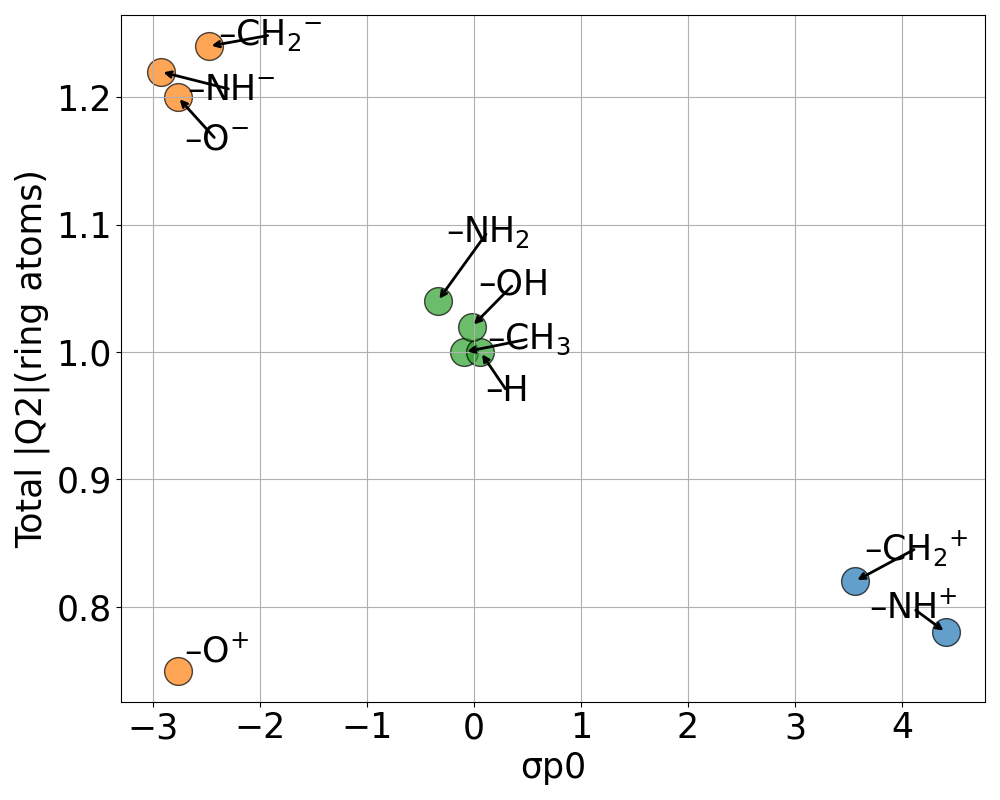 –CH₂⁻
–NH⁻
–O⁻
–NH₂
–OH
–CH₃
–H
–CH₂⁺
–NH⁺
–O⁺
1.2
1.1
1.0
0.9
0.8
Total |Q2|(ring atoms)
−3 −2 −1 0 1 2 3 4
σp0